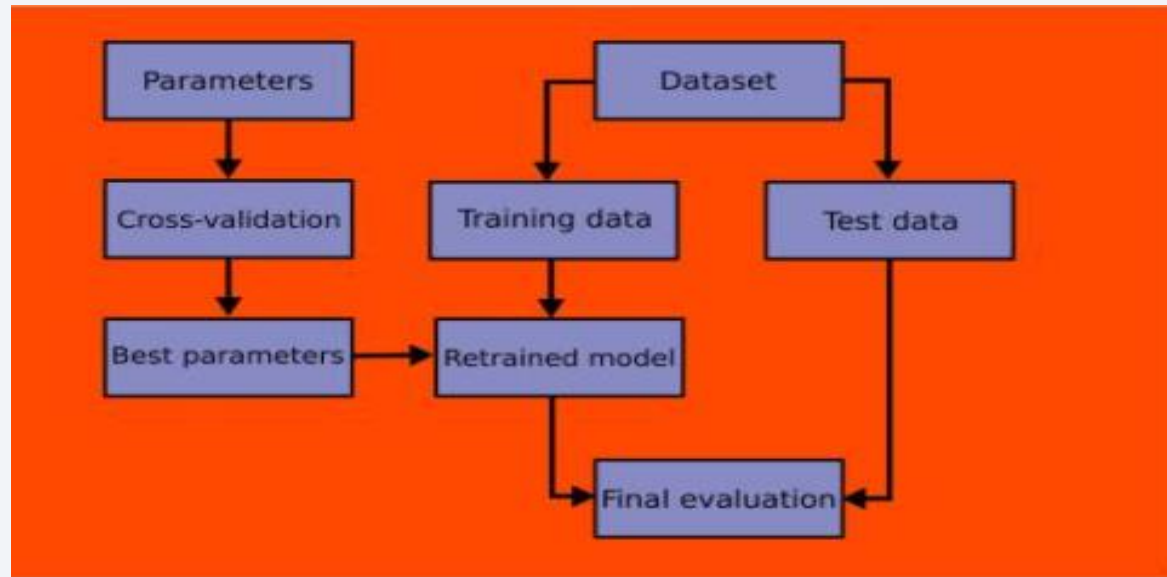 Parameters
Dataset
Cross-validation
Training data
Test data
Best parameters
Retrained model
Final evaluation